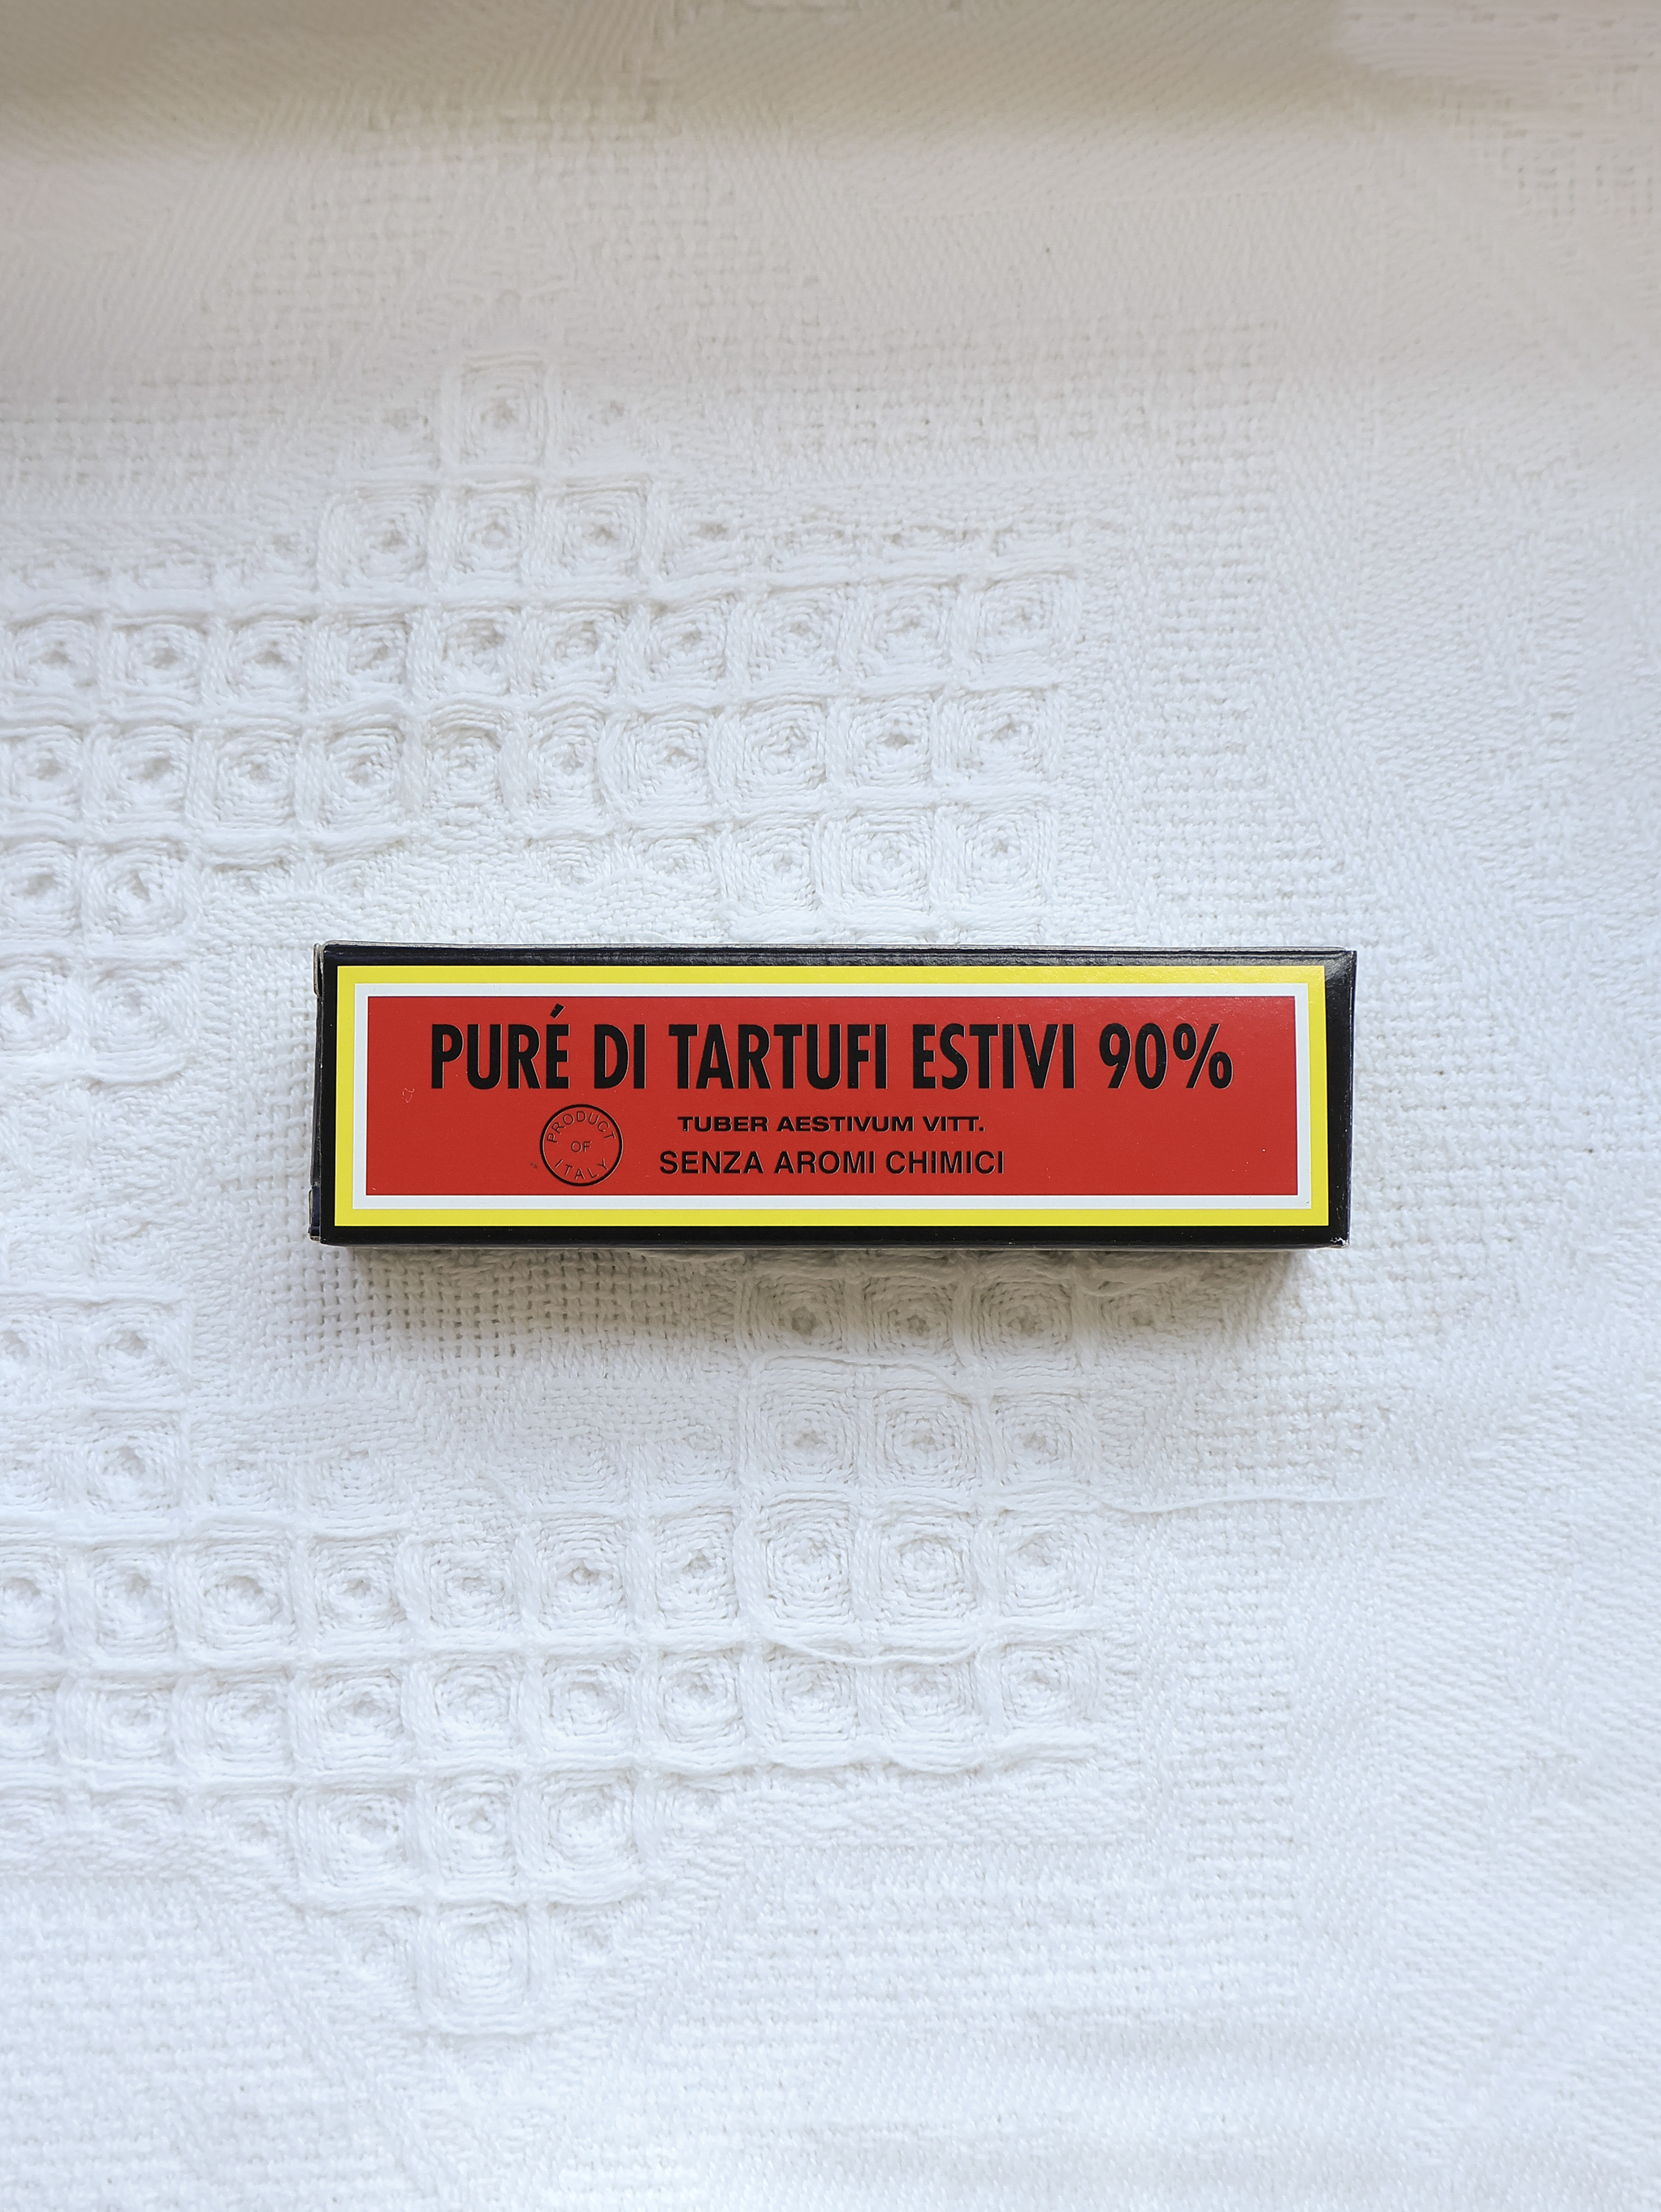 PURÉ DI TARTUFI ESTIVI 90%
TUBER AESTIVUM VITT.
SENZA AROMI CHIMICI
PRODUCT
OF
ITALY